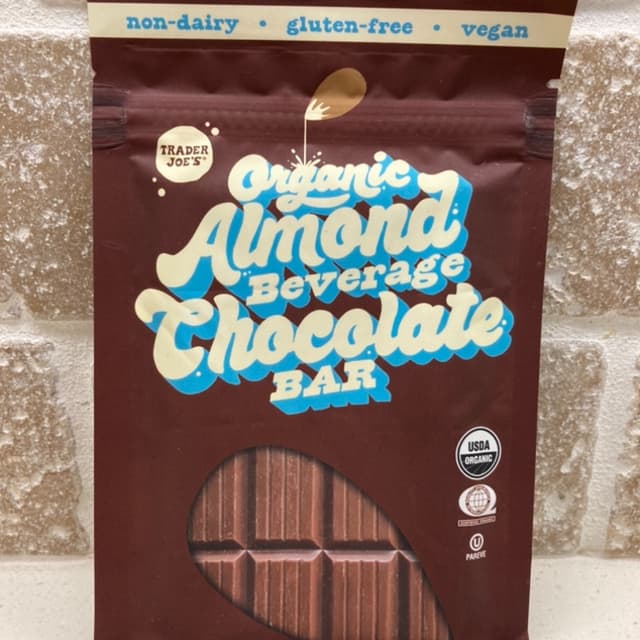 non-dairy • gluten-free • vegan
TRADER
JOE'S®
Organic
Almond
Beverage
Chocolate
BAR
USDA
ORGANIC
U
PAREVE